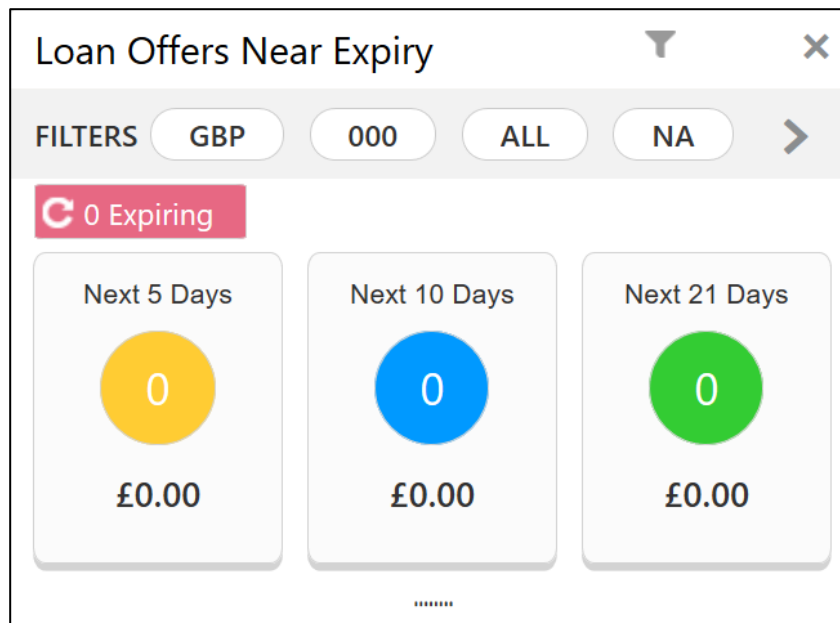 Loan Offers Near Expiry
FILTERS GBP 000 ALL NA
0 Expiring
Next 5 Days Next 10 Days Next 21 Days
0 0 0
£0.00 £0.00 £0.00